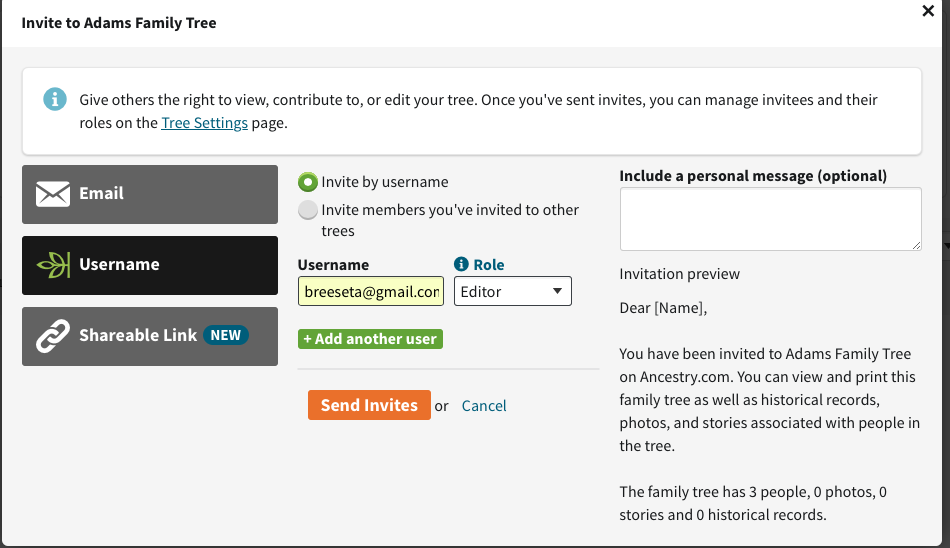 Invite to Adams Family Tree
Give others the right to view, contribute to, or edit your tree. Once you've sent invites, you can manage invitees and their
roles on the Tree Settings page.
Email
Username
Shareable Link NEW
Invite by username
Invite members you've invited to other
trees
Username
Role
breeseta@gmail.com
Editor
+ Add another user
Send Invites or Cancel
Include a personal message (optional)
Invitation preview
Dear [Name],
You have been invited to Adams Family Tree
on Ancestry.com. You can view and print this
family tree as well as historical records,
photos, and stories associated with people in
the tree.
The family tree has 3 people, 0 photos, 0
stories and 0 historical records.